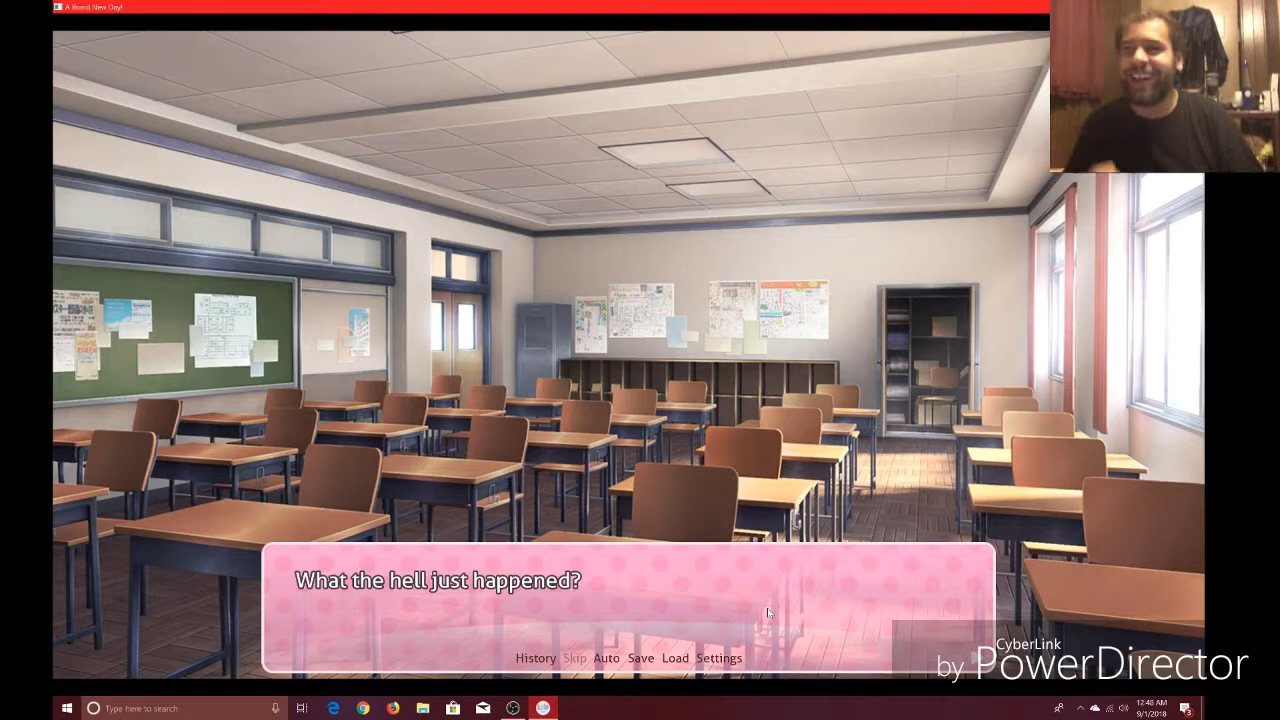 A Brand New Day!
What the hell just happened?
History Skip Auto Save Load Settings
CyberLink
by PowerDirector
Type here to search
12:48 AM
9/1/2018
3